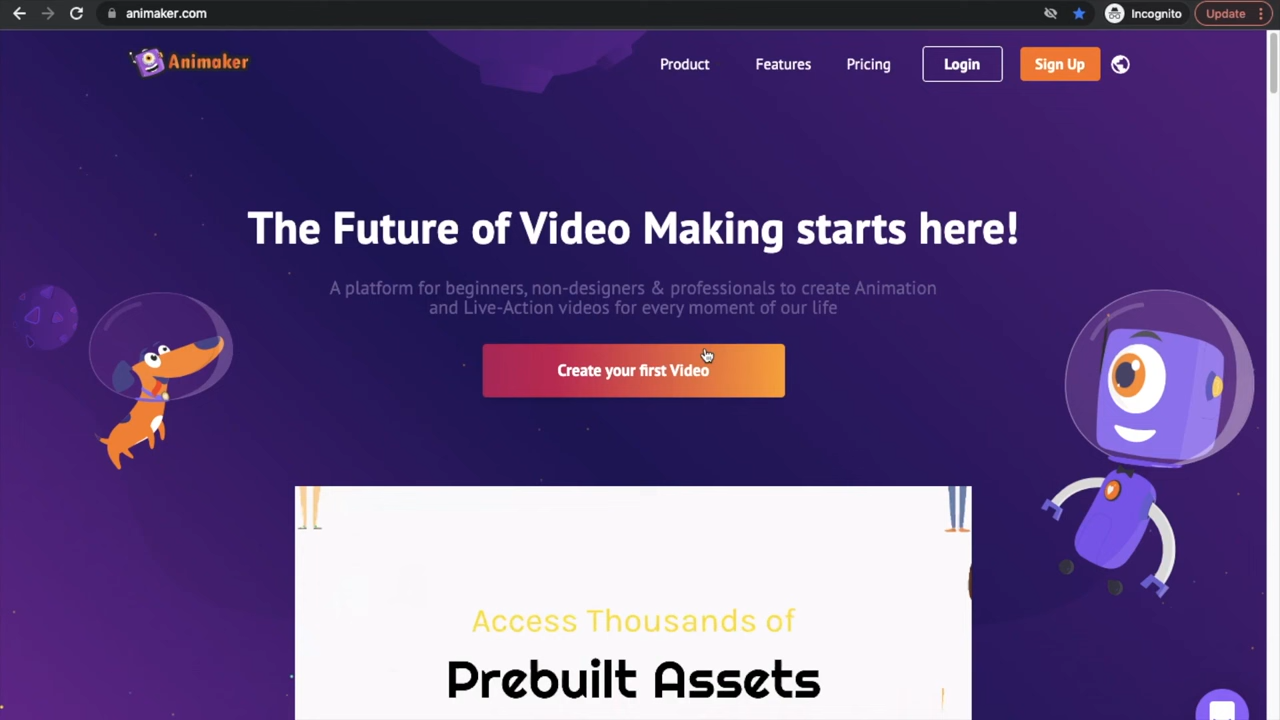 animaker.com
Incognito
Update
Animaker
Product
Features
Pricing
Login
Sign Up
The Future of Video Making starts here!
A platform for beginners, non-designers & professionals to create Animation
and Live-Action videos for every moment of our life
Create your first Video
Access Thousands of
Prebuilt Assets